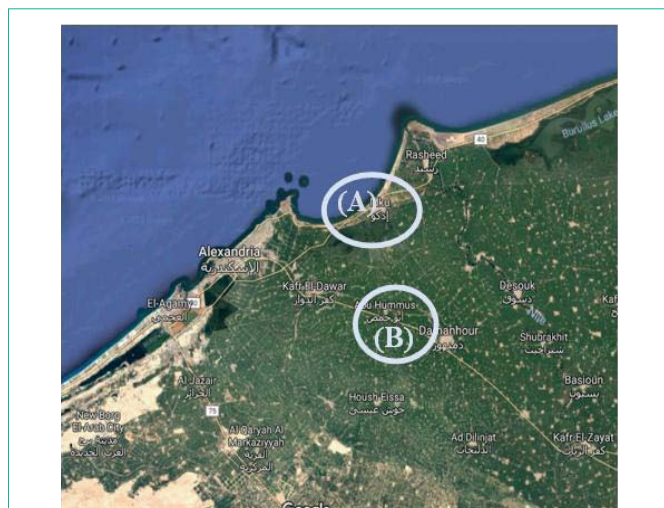 Burullus Lake
40
Rasheed
رشيد
(A)
إدكو
Alexandria
الإسكندرية
Kafr El-Dawar
كفر الدوار
Abu Hummus
أبو حمص
(B)
Desouk
دسوق
El-Agamy
العجمي
Damanhour
دمنهور
Shubrakhit
شبراخيت
Al Jazair
الجزائر
Basioun
بسيون
Housh Eissa
حوش عيسى
75
New Borg
El-Arab City
مدينة برج
العرب الجديدة
Al Qaryah Al
Markaziyyah
القرية
المركزية
Ad Dilinjat
الدلنجات
Kafr El-Zayat
كفر الزيات
Google